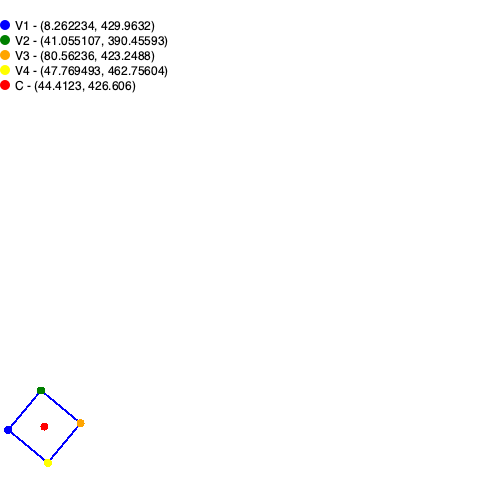 V1 - (8.262234, 429.9632)
V2 - (41.055107, 390.45593)
V3 - (80.56236, 423.2488)
V4 - (47.769493, 462.75604)
C - (44.4123, 426.606)